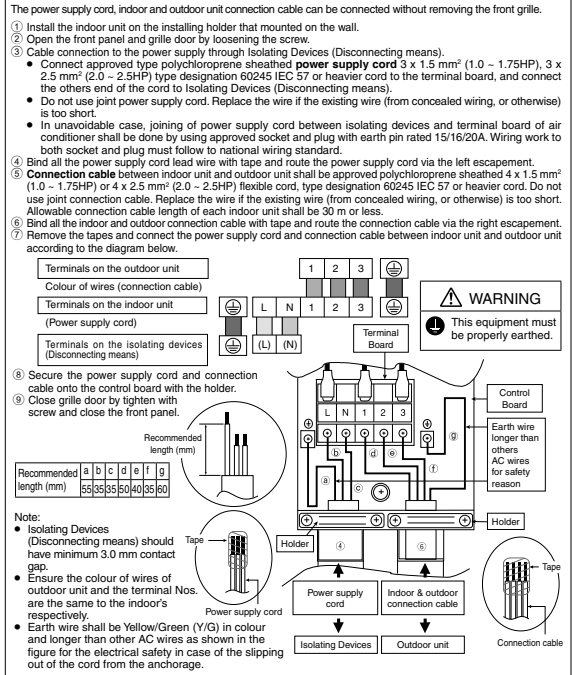 The power supply cord, indoor and outdoor unit connection cable can be connected without removing the front grille.
① Install the indoor unit on the installing holder that mounted on the wall.
② Open the front panel and grille door by loosening the screw.
③ Cable connection to the power supply through Isolating Devices (Disconnecting means).
• Connect approved type polychloroprene sheathed power supply cord 3 x 1.5 mm² (1.0 ~ 1.75HP), 3 x
2.5 mm² (2.0 ~ 2.5HP) type designation 60245 IEC 57 or heavier cord to the terminal board, and connect
the others end of the cord to Isolating Devices (Disconnecting means).
• Do not use joint power supply cord. Replace the wire if the existing wire (from concealed wiring, or otherwise)
is too short.
• In unavoidable case, joining of power supply cord between isolating devices and terminal board of air
conditioner shall be done by using approved socket and plug with earth pin rated 15/16/20A. Wiring work to
both socket and plug must follow to national wiring standard.
④ Bind all the power supply cord lead wire with tape and route the power supply cord via the left escapement.
⑤ Connection cable between indoor unit and outdoor unit shall be approved polychloroprene sheathed 4 x 1.5 mm²
(1.0 ~ 1.75HP) or 4 x 2.5 mm² (2.0 ~ 2.5HP) flexible cord, type designation 60245 IEC 57 or heavier cord. Do not
use joint connection cable. Replace the wire if the existing wire (from concealed wiring, or otherwise) is too short.
Allowable connection cable length of each indoor unit shall be 30 m or less.
⑥ Bind all the indoor and outdoor connection cable with tape and route the connection cable via the right escapement.
⑦ Remove the tapes and connect the power supply cord and connection cable between indoor unit and outdoor unit
according to the diagram below.
Terminals on the outdoor unit 1 2 3
Colour of wires (connection cable)
Terminals on the indoor unit L N 1 2 3
(Power supply cord)
Terminals on the isolating devices (L) (N)
(Disconnecting means)
WARNING
This equipment must
be properly earthed.
⑧ Secure the power supply cord and connection
cable onto the control board with the holder.
⑨ Close grille door by tighten with
screw and close the front panel.
Recommended
length (mm)
Recommended a b c d e f g
length (mm) 55 35 35 50 40 35 60
Terminal
Board
L N 1 2 3
ⓐ ⓑ ⓒ ⓓ ⓔ ⓕ ⓖ
Control
Board
Earth wire
longer than
others
AC wires
for safety
reason
Holder
Holder
④ ⑥
Power supply
cord
Indoor & outdoor
connection cable
Isolating Devices
Outdoor unit
Note:
• Isolating Devices
(Disconnecting means) should
have minimum 3.0 mm contact
gap.
• Ensure the colour of wires of
outdoor unit and the terminal Nos.
are the same to the indoor's
respectively.
• Earth wire shall be Yellow/Green (Y/G) in colour
and longer than other AC wires as shown in the
figure for the electrical safety in case of the slipping
out of the cord from the anchorage.
Tape
Power supply cord
Tape
Connection cable